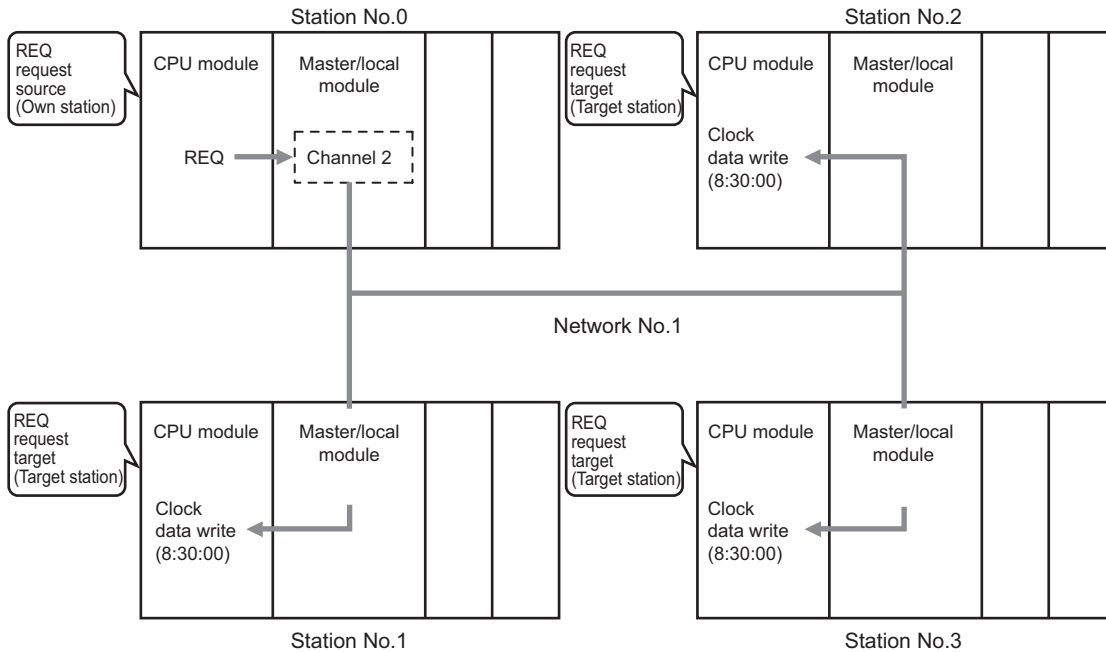 Station No.0
REQ
request
source
(Own station)
CPU module
Master/local
module
REQ
Channel 2
Station No.2
REQ
request
target
(Target station)
CPU module
Master/local
module
Clock
data write
(8:30:00)
Network No.1
REQ
request
target
(Target station)
CPU module
Master/local
module
Clock
data write
(8:30:00)
Station No.1
REQ
request
target
(Target station)
CPU module
Master/local
module
Clock
data write
(8:30:00)
Station No.3